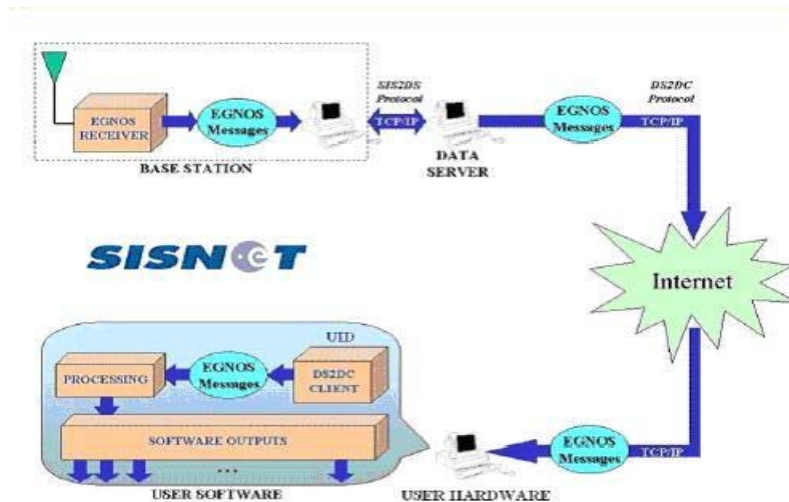 SIS2DS
Protocol
DS2DC
Protocol
EGNOS
RECEIVER
EGNOS
Messages
TCP/IP
EGNOS
Messages
TCP/IP
BASE STATION
DATA
SERVER
SISNeT
Internet
UID
PROCESSING
EGNOS
Messages
DS2DC
CLIENT
SOFTWARE OUTPUTS
...
USER SOFTWARE
USER HARDWARE
EGNOS
Messages
TCP/IP